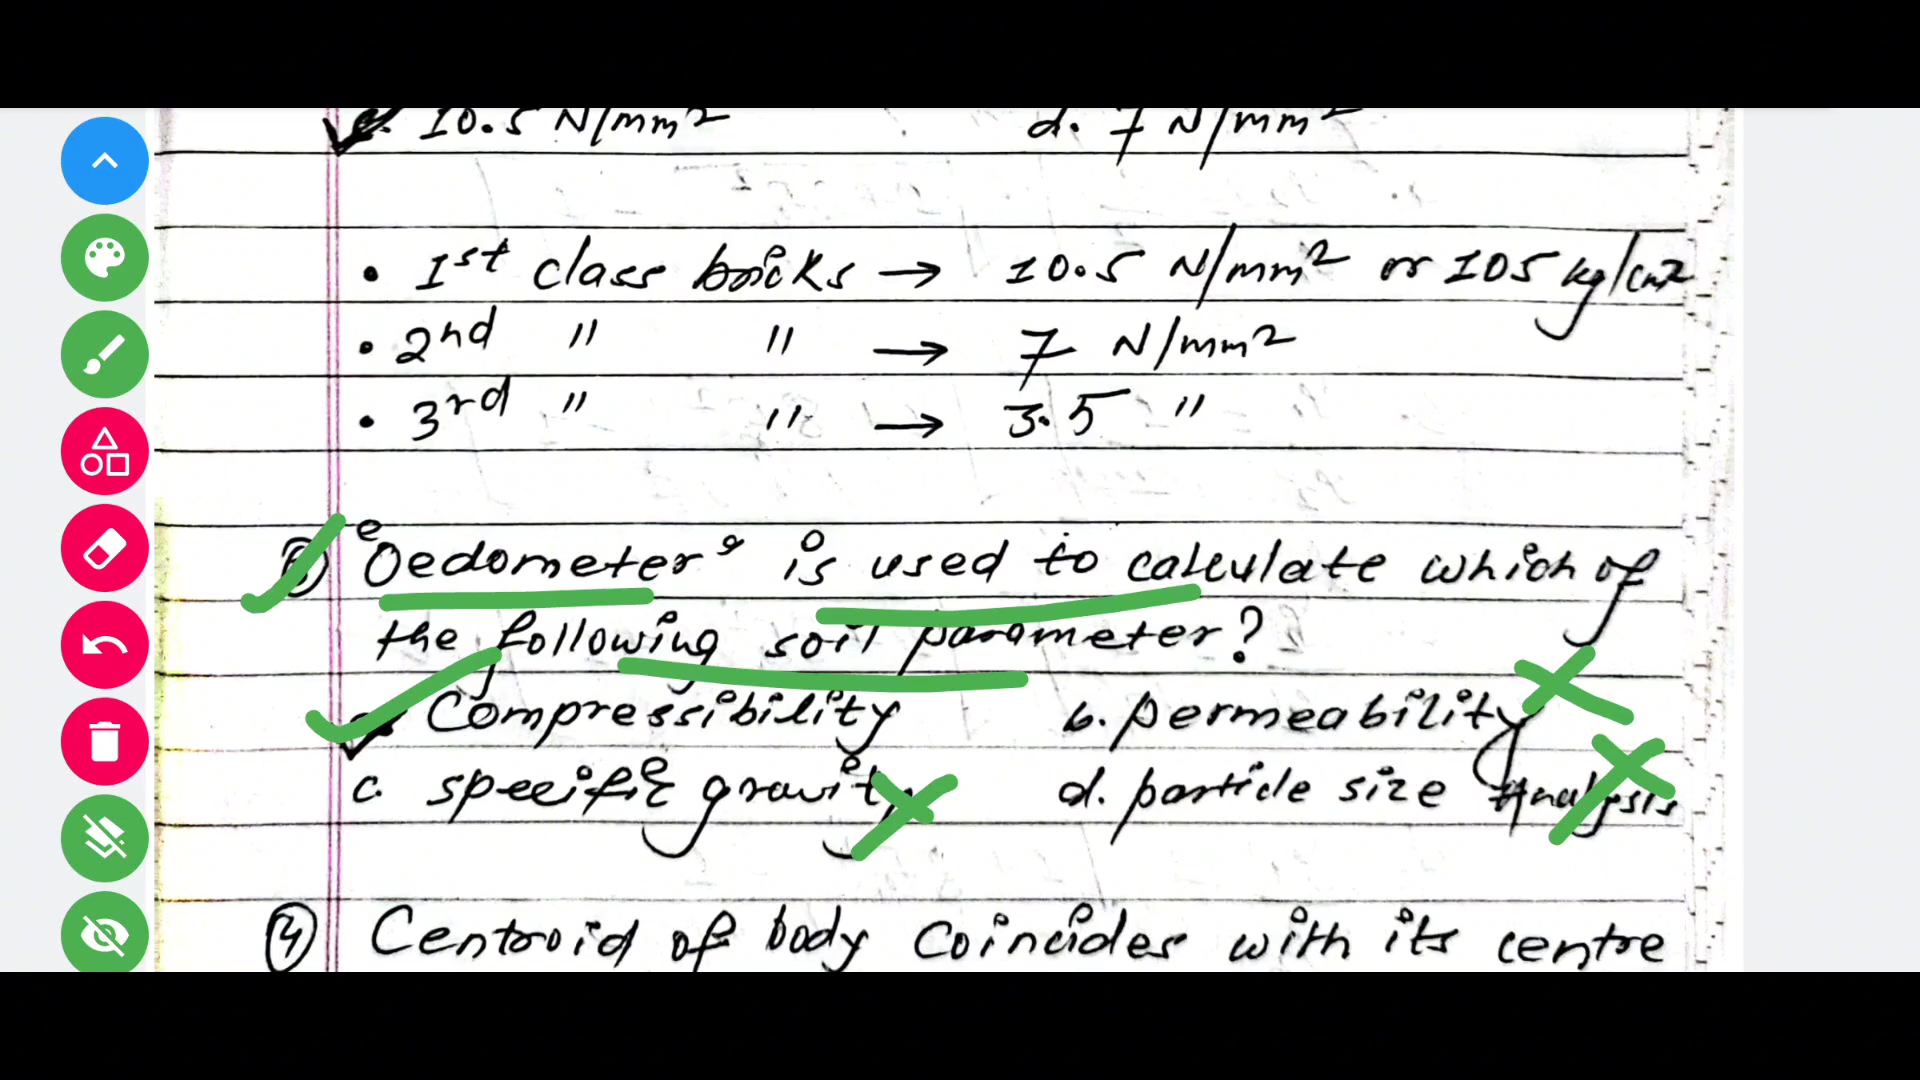 10.5 N/mm² d. 7 N/mm²
• 1st class bricks → 10.5 N/mm² or 105 kg/cm²
• 2nd " " → 7 N/mm²
• 3rd " " → 3.5 "
Oedometer is used to calculate which of
the following soil parameter?
Compressibility b. permeability
c. specific gravity d. particle size Analysis
④ Centroid of body coincides with its centre